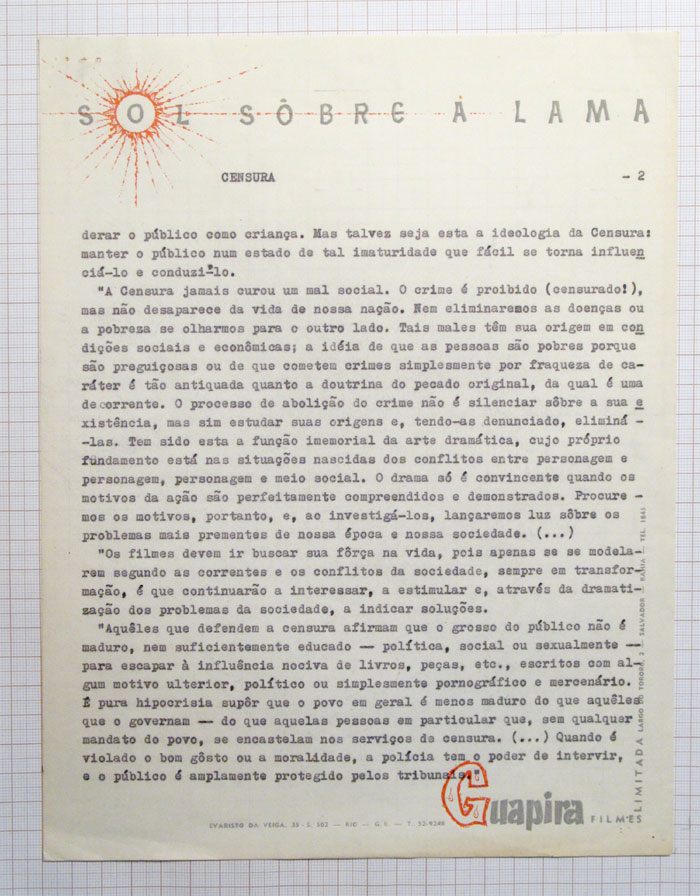 SOL SÔBRE A LAMA
CENSURA - 2
derar o público como criança. Mas talvez seja esta a ideologia da Censura:
manter o público num estado de tal imaturidade que fácil se torna influen
ciá-lo e conduzi-lo.
"A Censura jamais curou um mal social. O crime é proibido (censurado!),
mas não desaparece da vida de nossa nação. Nem eliminaremos as doenças ou
a pobreza se olharmos para o outro lado. Tais males têm sua origem em con
dições sociais e econômicas; a idéia de que as pessoas são pobres porque
são preguiçosas ou de que cometem crimes simplesmente por fraqueza de ca-
ráter é tão antiquada quanto a doutrina do pecado original, da qual é uma
decorrente. O processo de abolição do crime não é silenciar sôbre a sua e
xistência, mas sim estudar suas origens e, tendo-as denunciado, eliminá -
-las. Tem sido esta a função imemorial da arte dramática, cujo próprio
fundamento está nas situações nascidas dos conflitos entre personagem e
personagem, personagem e meio social. O drama só é convincente quando os
motivos da ação são perfeitamente compreendidos e demonstrados. Procure -
mos os motivos, portanto, e, ao investigá-los, lançaremos luz sôbre os
problemas mais prementes de nossa época e nossa sociedade. (...)
"Os filmes devem ir buscar sua fôrça na vida, pois apenas se se modela-
rem segundo as correntes e os conflitos da sociedade, sempre em transfor-
mação, é que continuarão a interessar, a estimular e, através da dramati-
zação dos problemas da sociedade, a indicar soluções.
"Aquêles que defendem a censura afirmam que o grosso do público não é
maduro, nem suficientemente educado — política, social ou sexualmente —
para escapar à influência nociva de livros, peças, etc., escritos com al-
gum motivo ulterior, político ou simplesmente pornográfico e mercenário.
É pura hipocrisia supôr que o povo em geral é menos maduro do que aquêles
que o governam — do que aquelas pessoas em particular que, sem qualquer
mandato do povo, se encastelam nos serviços de censura. (...) Quando é
violado o bom gôsto ou a moralidade, a polícia tem o poder de intervir,
e o público é amplamente protegido pelos tribunais."
Guapira FILMES LIMITADA
EVARISTO DA VEIGA, 35 - S. 502 — RIO — G. B. — T. 52-9348
LARGO DO TORORÓ, 2 SALVADOR BAHIA TEL.